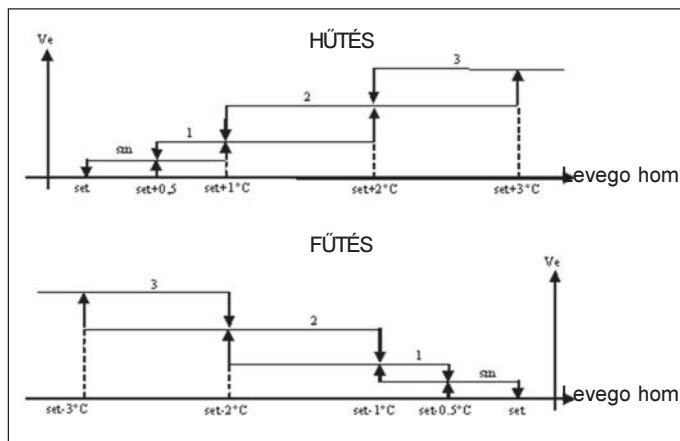 Ve
HŰTÉS
3
2
1
sm
set
set+0,5
set+1°C
set+2°C
set+3°C
Levego hom
FŰTÉS
Ve
3
2
1
sm
set-3°C
set-2°C
set-1°C
set-0.5°C
set
Levego hom